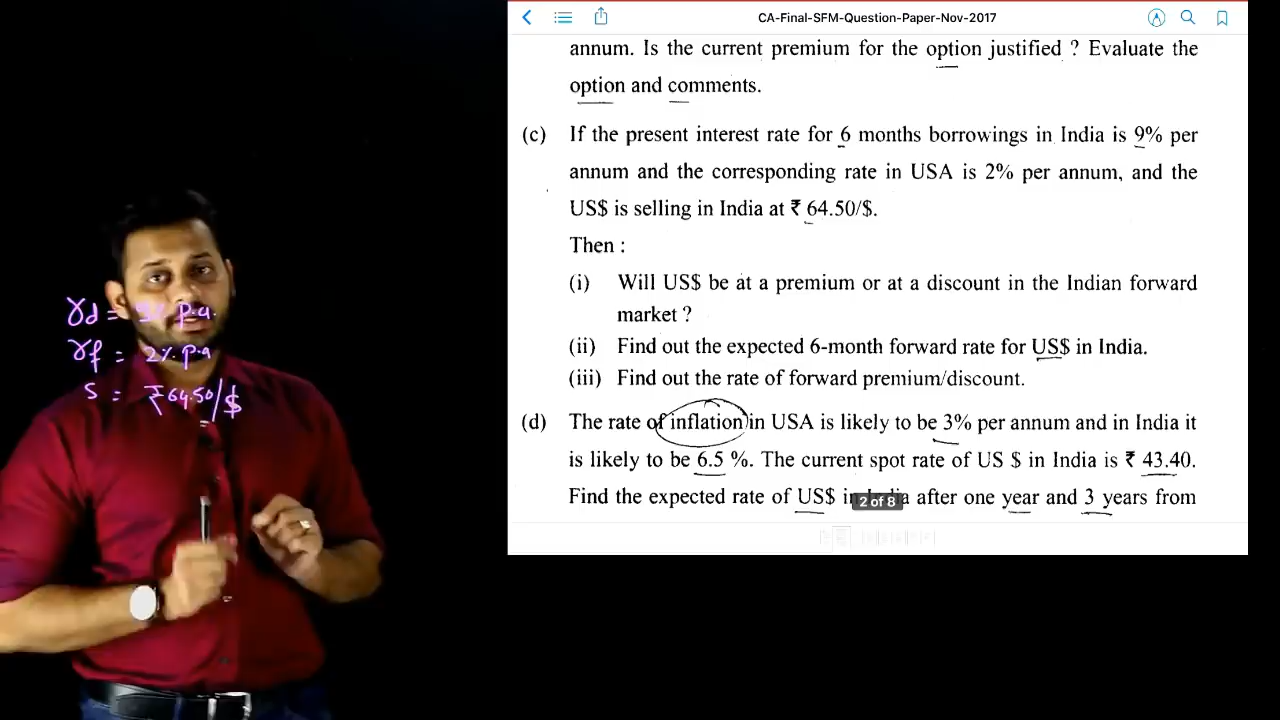 CA-Final-SFM-Question-Paper-Nov-2017
annum. Is the current premium for the option justified ? Evaluate the
option and comments.
(c) If the present interest rate for 6 months borrowings in India is 9% per
annum and the corresponding rate in USA is 2% per annum, and the
US$ is selling in India at ₹ 64.50/$.
Then :
(i) Will US$ be at a premium or at a discount in the Indian forward
market ?
(ii) Find out the expected 6-month forward rate for US$ in India.
(iii) Find out the rate of forward premium/discount.
(d) The rate of inflation in USA is likely to be 3% per annum and in India it
is likely to be 6.5 %. The current spot rate of US $ in India is ₹ 43.40.
Find the expected rate of US$ in India after one year and 3 years from
2 of 8
γd = 9% p.a.
γf = 2% p.a
S = ₹64.50/$